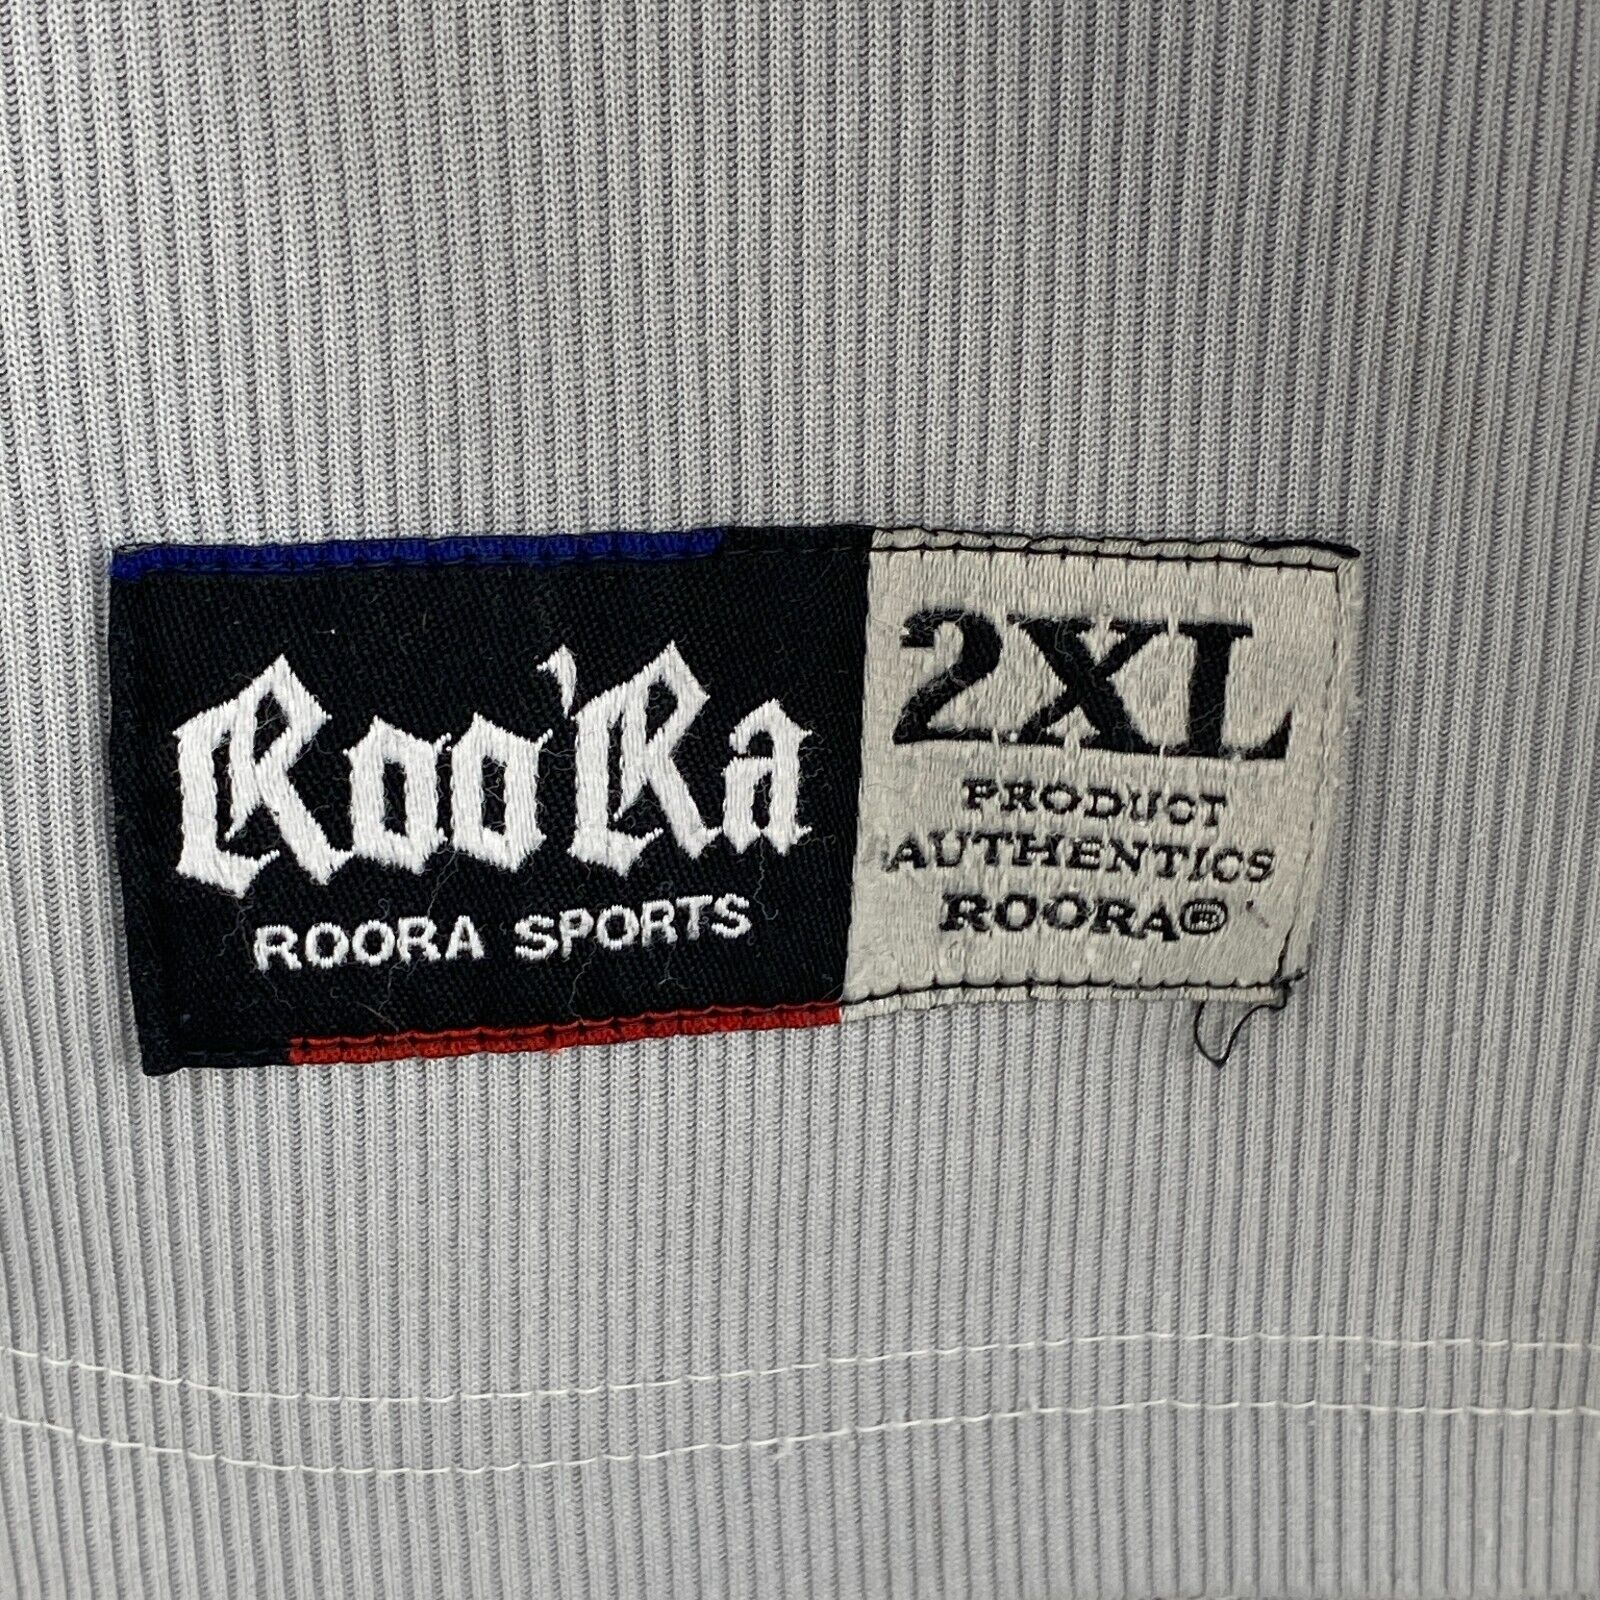 Roo'Ra
ROORA SPORTS
2XL
PRODUCT
AUTHENTICS
ROORA®